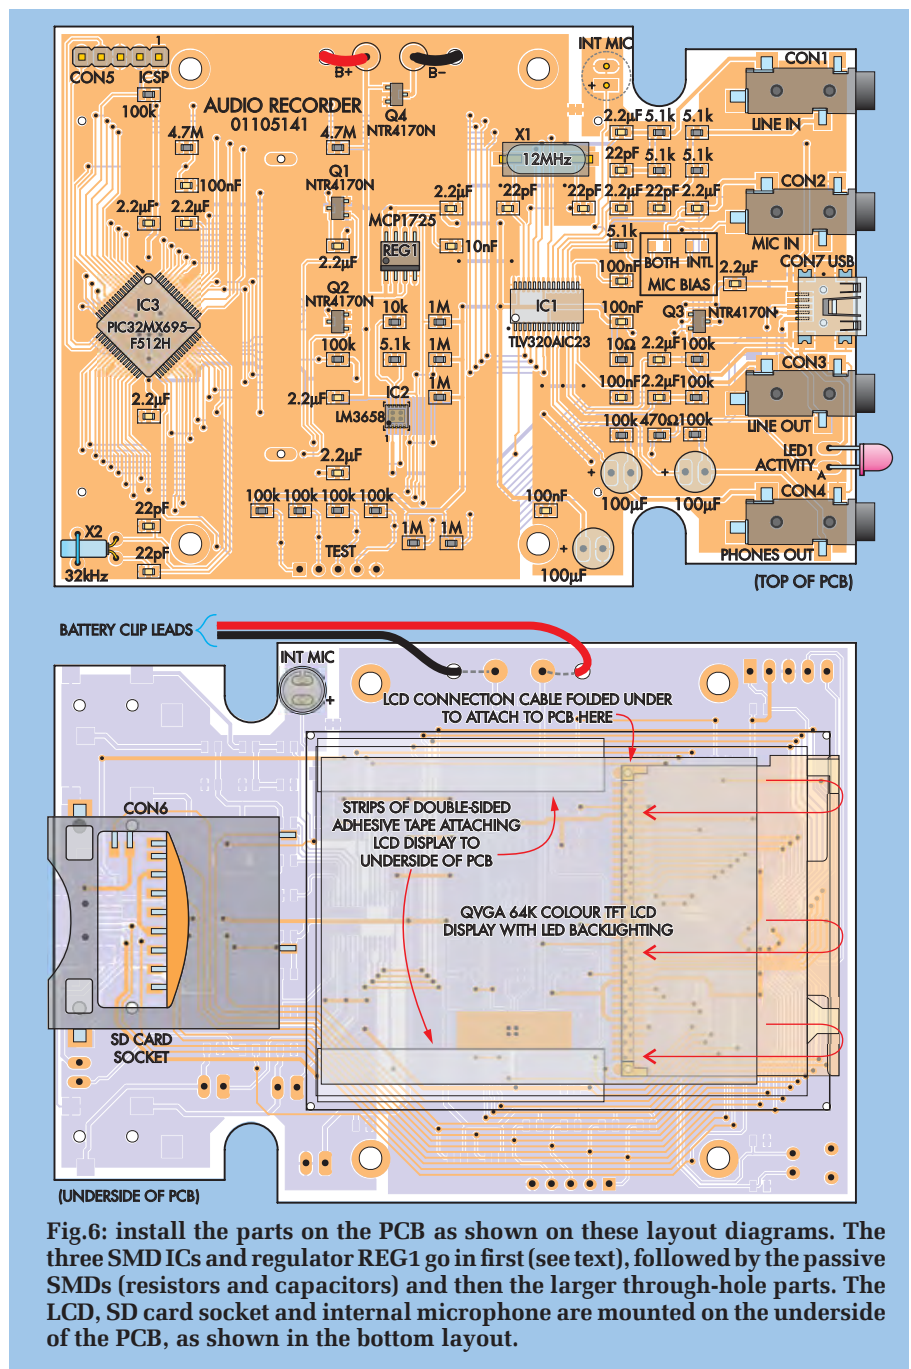 1
INT MIC
CON1
CON5 ICSP
B+ B–
100k
AUDIO RECORDER
01105141
Q4
NTR4170N
+
LINE IN
2.2µF 5.1k 5.1k
4.7M 4.7M
X1
12MHz
22pF 5.1k 5.1k
100nF
Q1
NTR4170N
CON2
2.2µF 22pF 22pF 2.2µF 22pF 2.2µF
2.2µF 2.2µF
MCP1725
REG1
10nF
5.1k
MIC IN
2.2µF
BOTH INTL
MIC BIAS
CON7 USB
100nF
2.2µF
IC3
PIC32MX695–
F512H
Q2
NTR4170N
10k 1M
IC1
TLV320AIC23
100nF
Q3
NTR4170N
100k 5.1k 1M
10Ω 2.2µF 100k
CON3
2.2µF
2.2µF
IC2
LM3658
1
1M
100nF 2.2µF 100k
LINE OUT
100k 470Ω 100k
LED1
ACTIVITY
A
2.2µF
+ +
100µF 100µF
CON4
100k 100k 100k 100k
100nF
22pF
X2
32kHz
22pF
1M 1M
TEST
+
100µF
PHONES OUT
(TOP OF PCB)
BATTERY CLIP LEADS
INT MIC
+
LCD CONNECTION CABLE FOLDED UNDER
TO ATTACH TO PCB HERE
CON6
STRIPS OF DOUBLE-SIDED
ADHESIVE TAPE ATTACHING
LCD DISPLAY TO
UNDERSIDE OF PCB
QVGA 64K COLOUR TFT LCD
DISPLAY WITH LED BACKLIGHTING
SD CARD
SOCKET
(UNDERSIDE OF PCB)
Fig.6: install the parts on the PCB as shown on these layout diagrams. The
three SMD ICs and regulator REG1 go in first (see text), followed by the passive
SMDs (resistors and capacitors) and then the larger through-hole parts. The
LCD, SD card socket and internal microphone are mounted on the underside
of the PCB, as shown in the bottom layout.